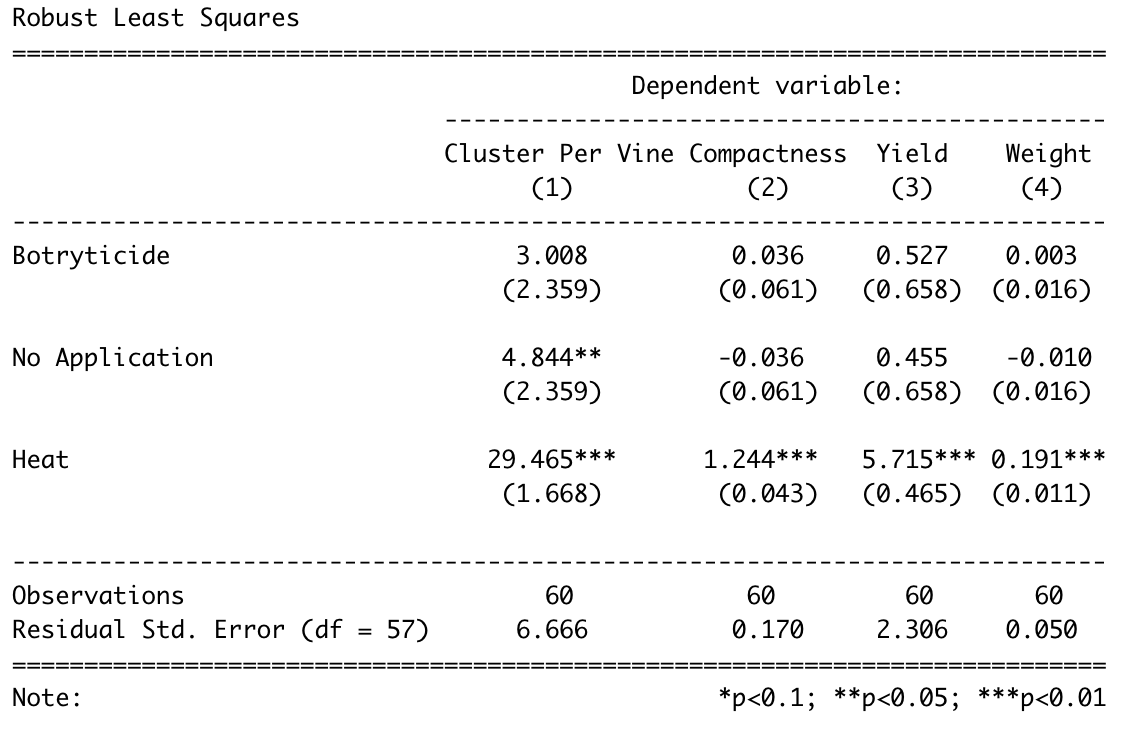 Robust Least Squares
==========================================================================
Dependent variable:
----------------------------------------------
Cluster Per Vine Compactness Yield Weight
(1) (2) (3) (4)
--------------------------------------------------------------------------
Botryticide 3.008 0.036 0.527 0.003
(2.359) (0.061) (0.658) (0.016)
No Application 4.844** -0.036 0.455 -0.010
(2.359) (0.061) (0.658) (0.016)
Heat 29.465*** 1.244*** 5.715*** 0.191***
(1.668) (0.043) (0.465) (0.011)
--------------------------------------------------------------------------
Observations 60 60 60 60
Residual Std. Error (df = 57) 6.666 0.170 2.306 0.050
==========================================================================
Note: *p<0.1; **p<0.05; ***p<0.01